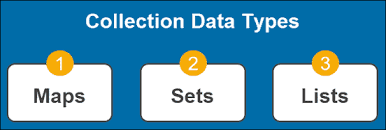 Collection Data Types
1 2 3
Maps Sets Lists